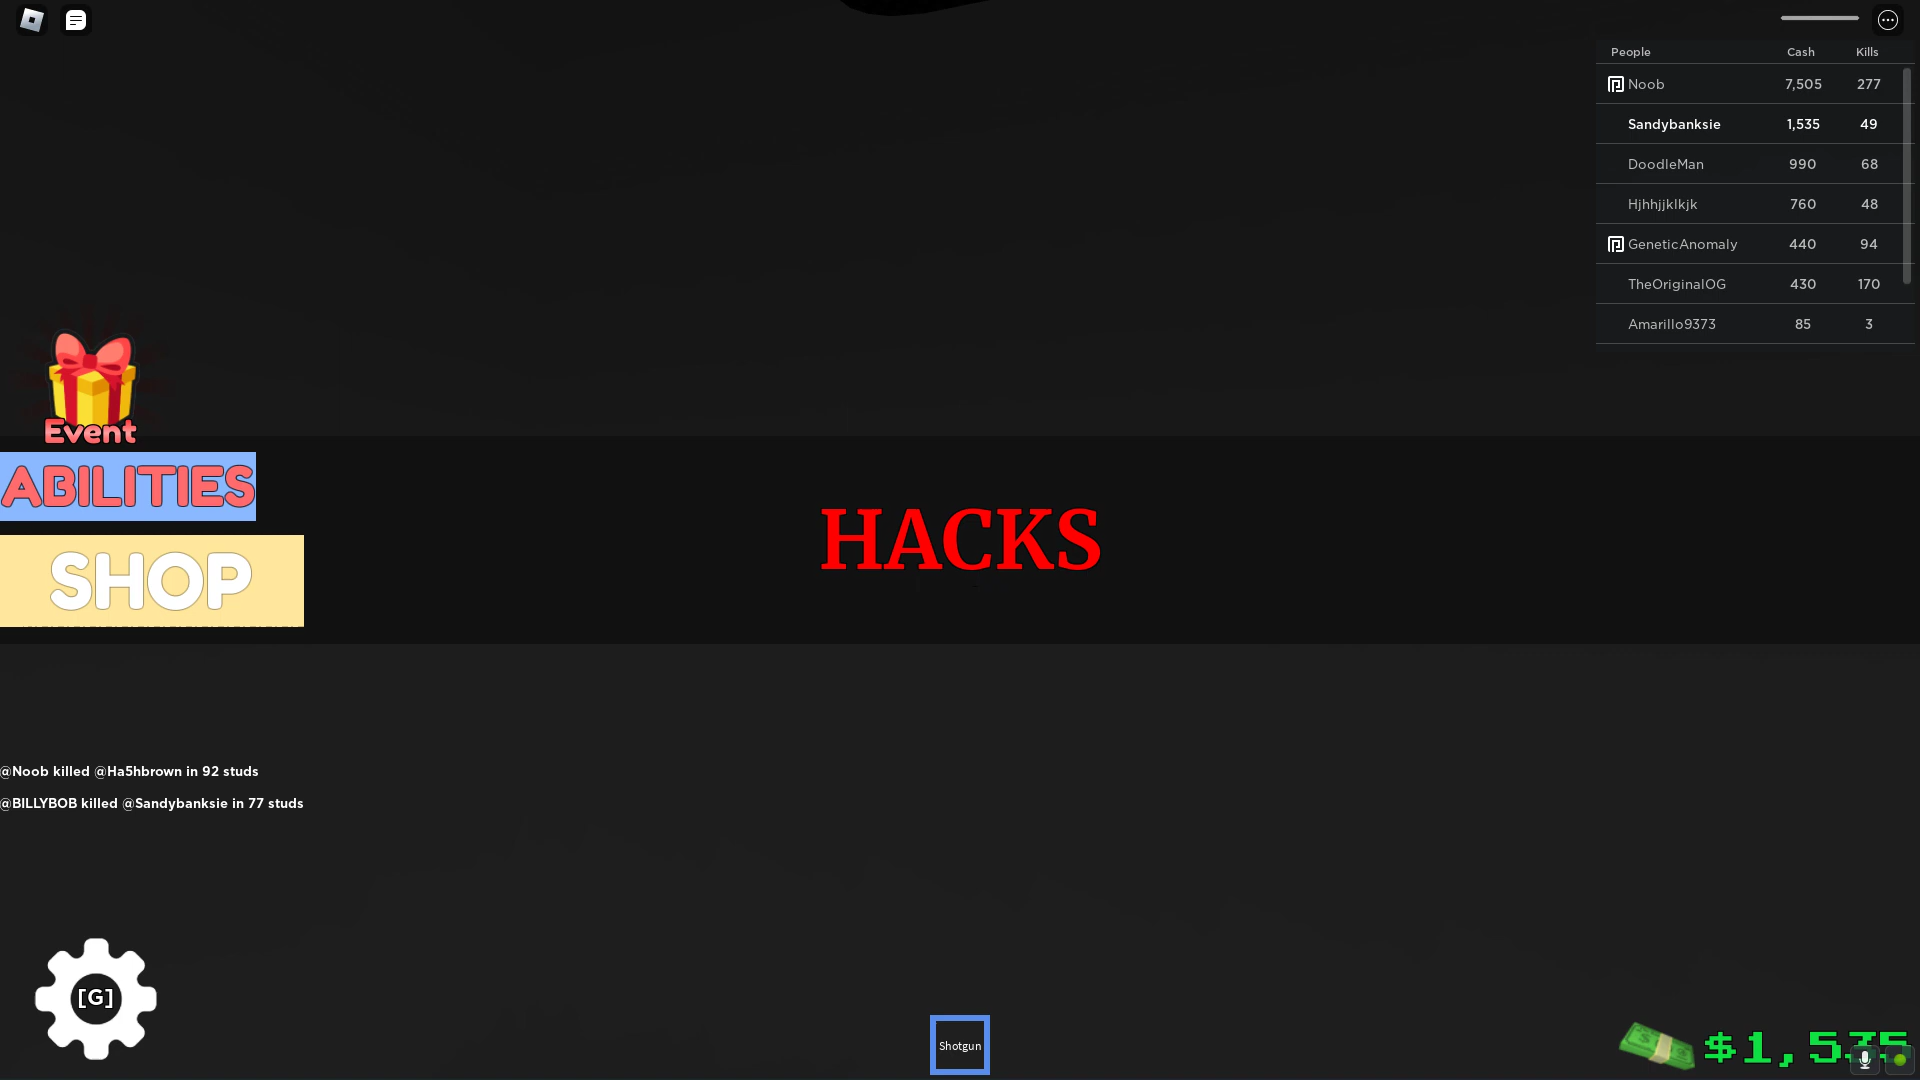 People Cash Kills
Noob 7,505 277
Sandybanksie 1,535 49
DoodleMan 990 68
Hjhhjjklkjk 760 48
GeneticAnomaly 440 94
TheOriginalOG 430 170
Amarillo9373 85 3
Event
ABILITIES
SHOP
HACKS
@Noob killed @Ha5hbrown in 92 studs
@BILLYBOB killed @Sandybanksie in 77 studs
[G]
Shotgun